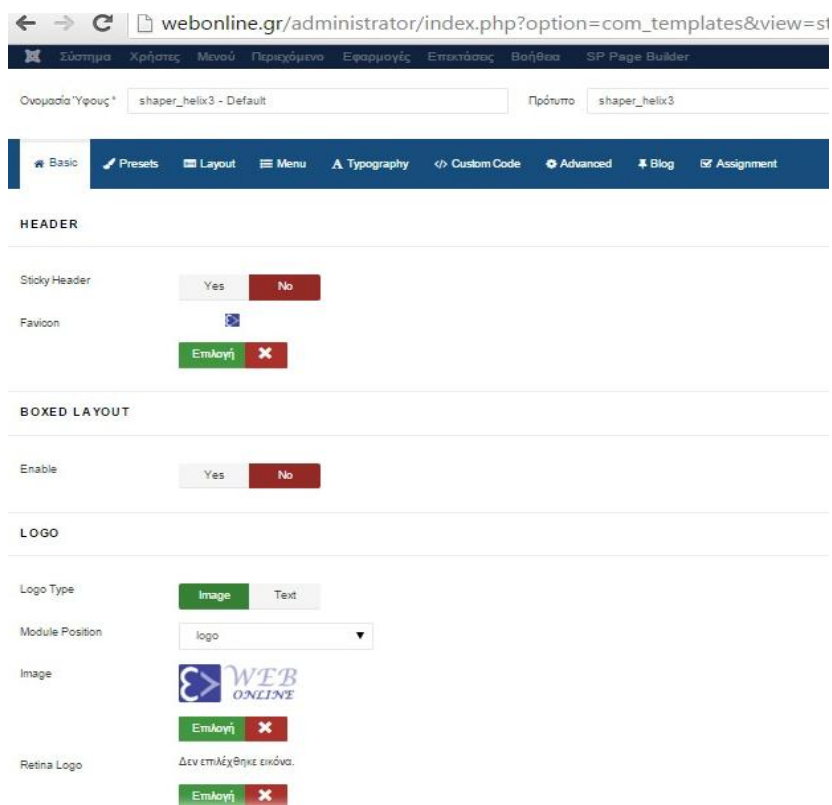 webonline.gr/administrator/index.php?option=com_templates&view=st
Σύστημα Χρήστες Μενού Περιεχόμενο Εφαρμογές Επεκτάσεις Βοήθεια SP Page Builder
Ονομασία Ύφους * shaper_helix3 - Default Πρότυπο shaper_helix3
Basic Presets Layout Menu Typography Custom Code Advanced Blog Assignment
HEADER
Sticky Header Yes No
Favicon
Επιλογή
BOXED LAYOUT
Enable Yes No
LOGO
Logo Type Image Text
Module Position logo
Image WEB
ONLINE
Επιλογή
Retina Logo Δεν επιλέχθηκε εικόνα.
Επιλογή